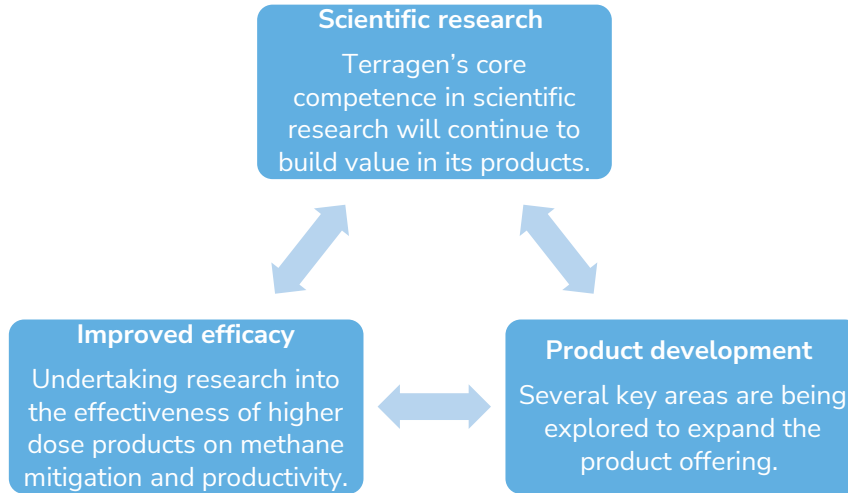 Scientific research
Terragen’s core
competence in scientific
research will continue to
build value in its products.
Improved efficacy
Undertaking research into
the effectiveness of higher
dose products on methane
mitigation and productivity.
Product development
Several key areas are being
explored to expand the
product offering.